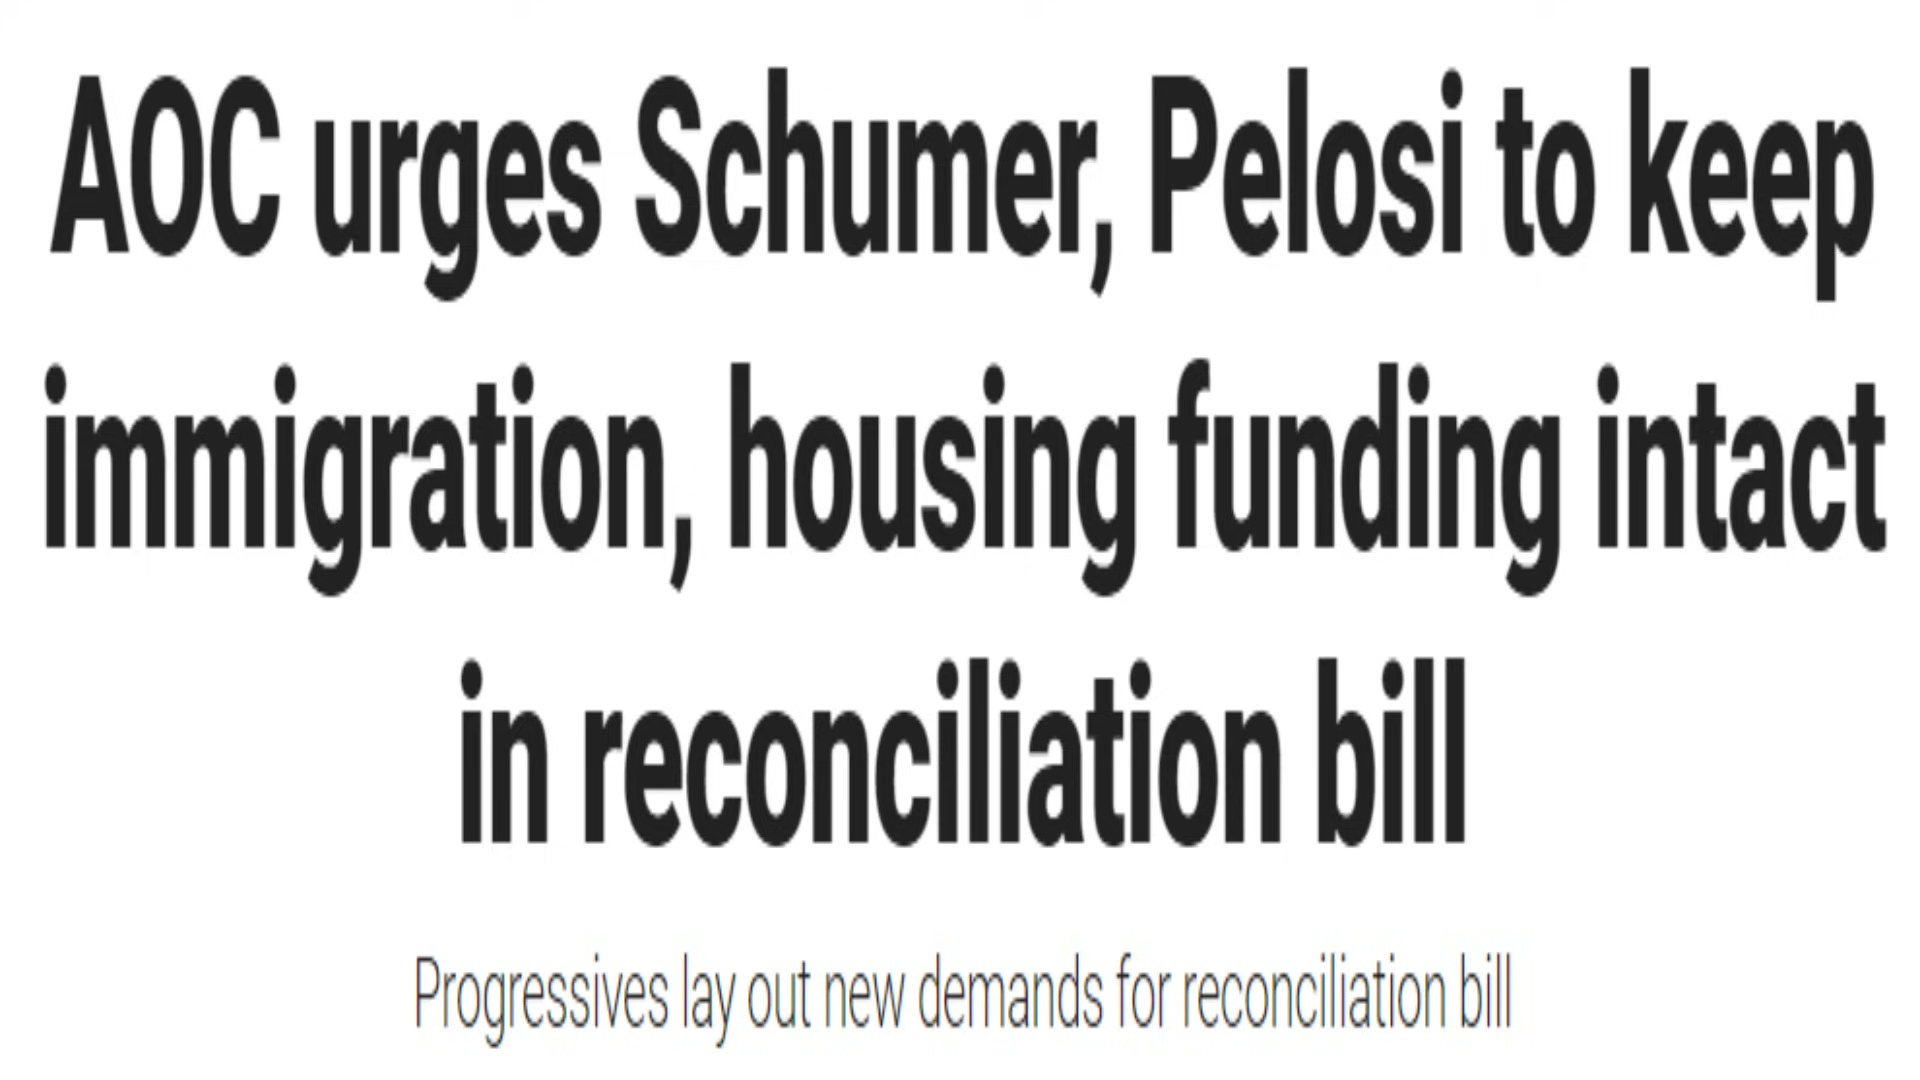 AOC urges Schumer, Pelosi to keep
immigration, housing funding intact
in reconciliation bill
Progressives lay out new demands for reconciliation bill